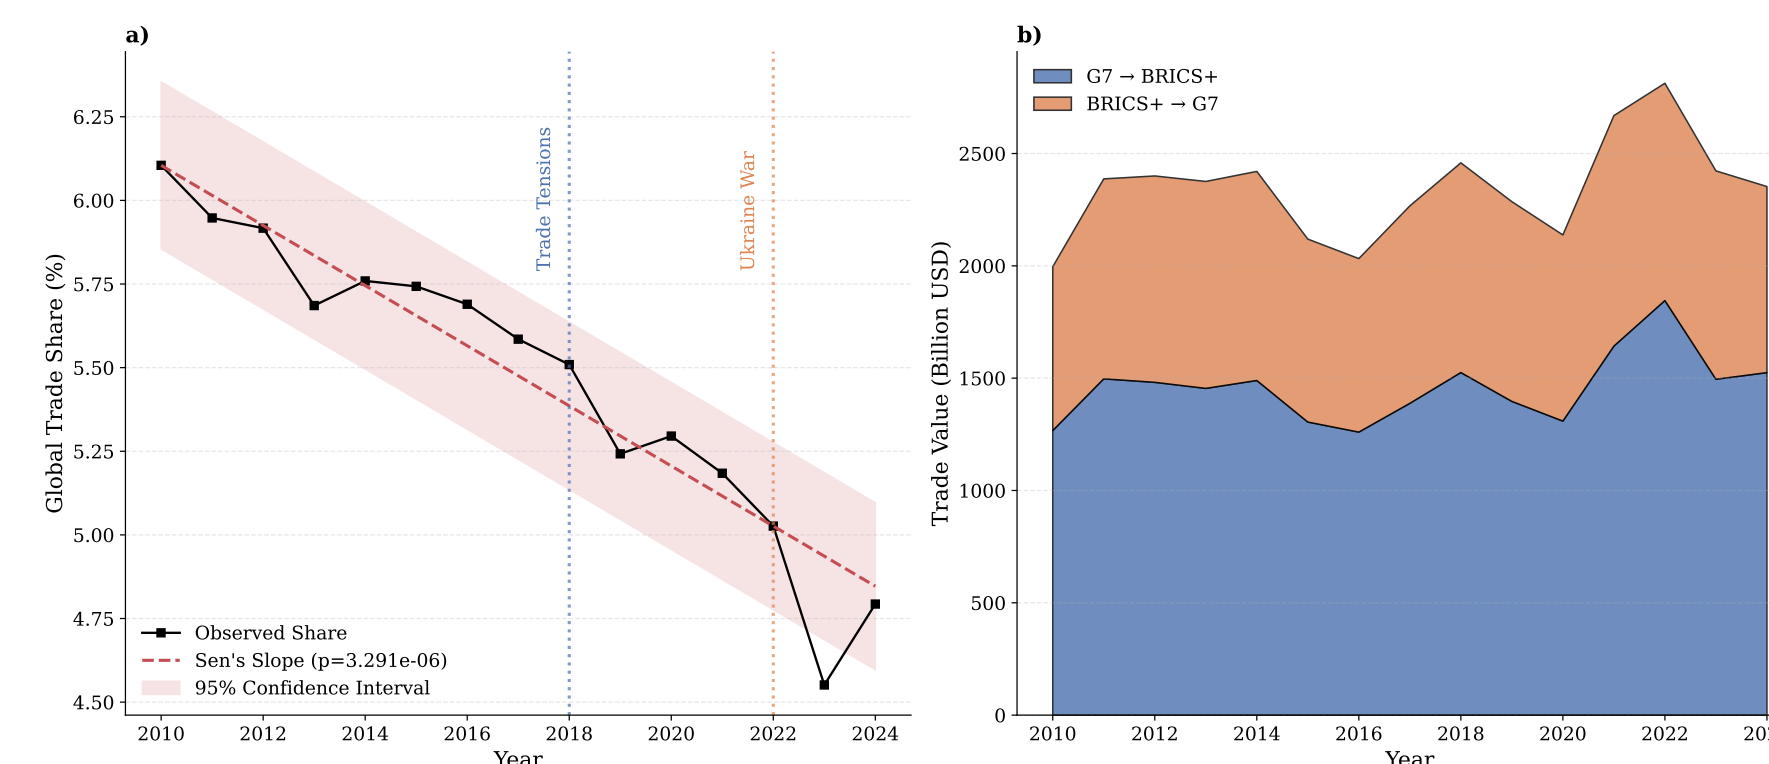 a)
Global Trade Share (%)
6.25
6.00
5.75
5.50
5.25
5.00
4.75
4.50
Trade Tensions
Ukraine War
Observed Share
Sen's Slope (p=3.291e-06)
95% Confidence Interval
2010 2012 2014 2016 2018 2020 2022 2024
Year
b)
G7 → BRICS+
BRICS+ → G7
Trade Value (Billion USD)
2500
2000
1500
1000
500
0
2010 2012 2014 2016 2018 2020 2022
Year